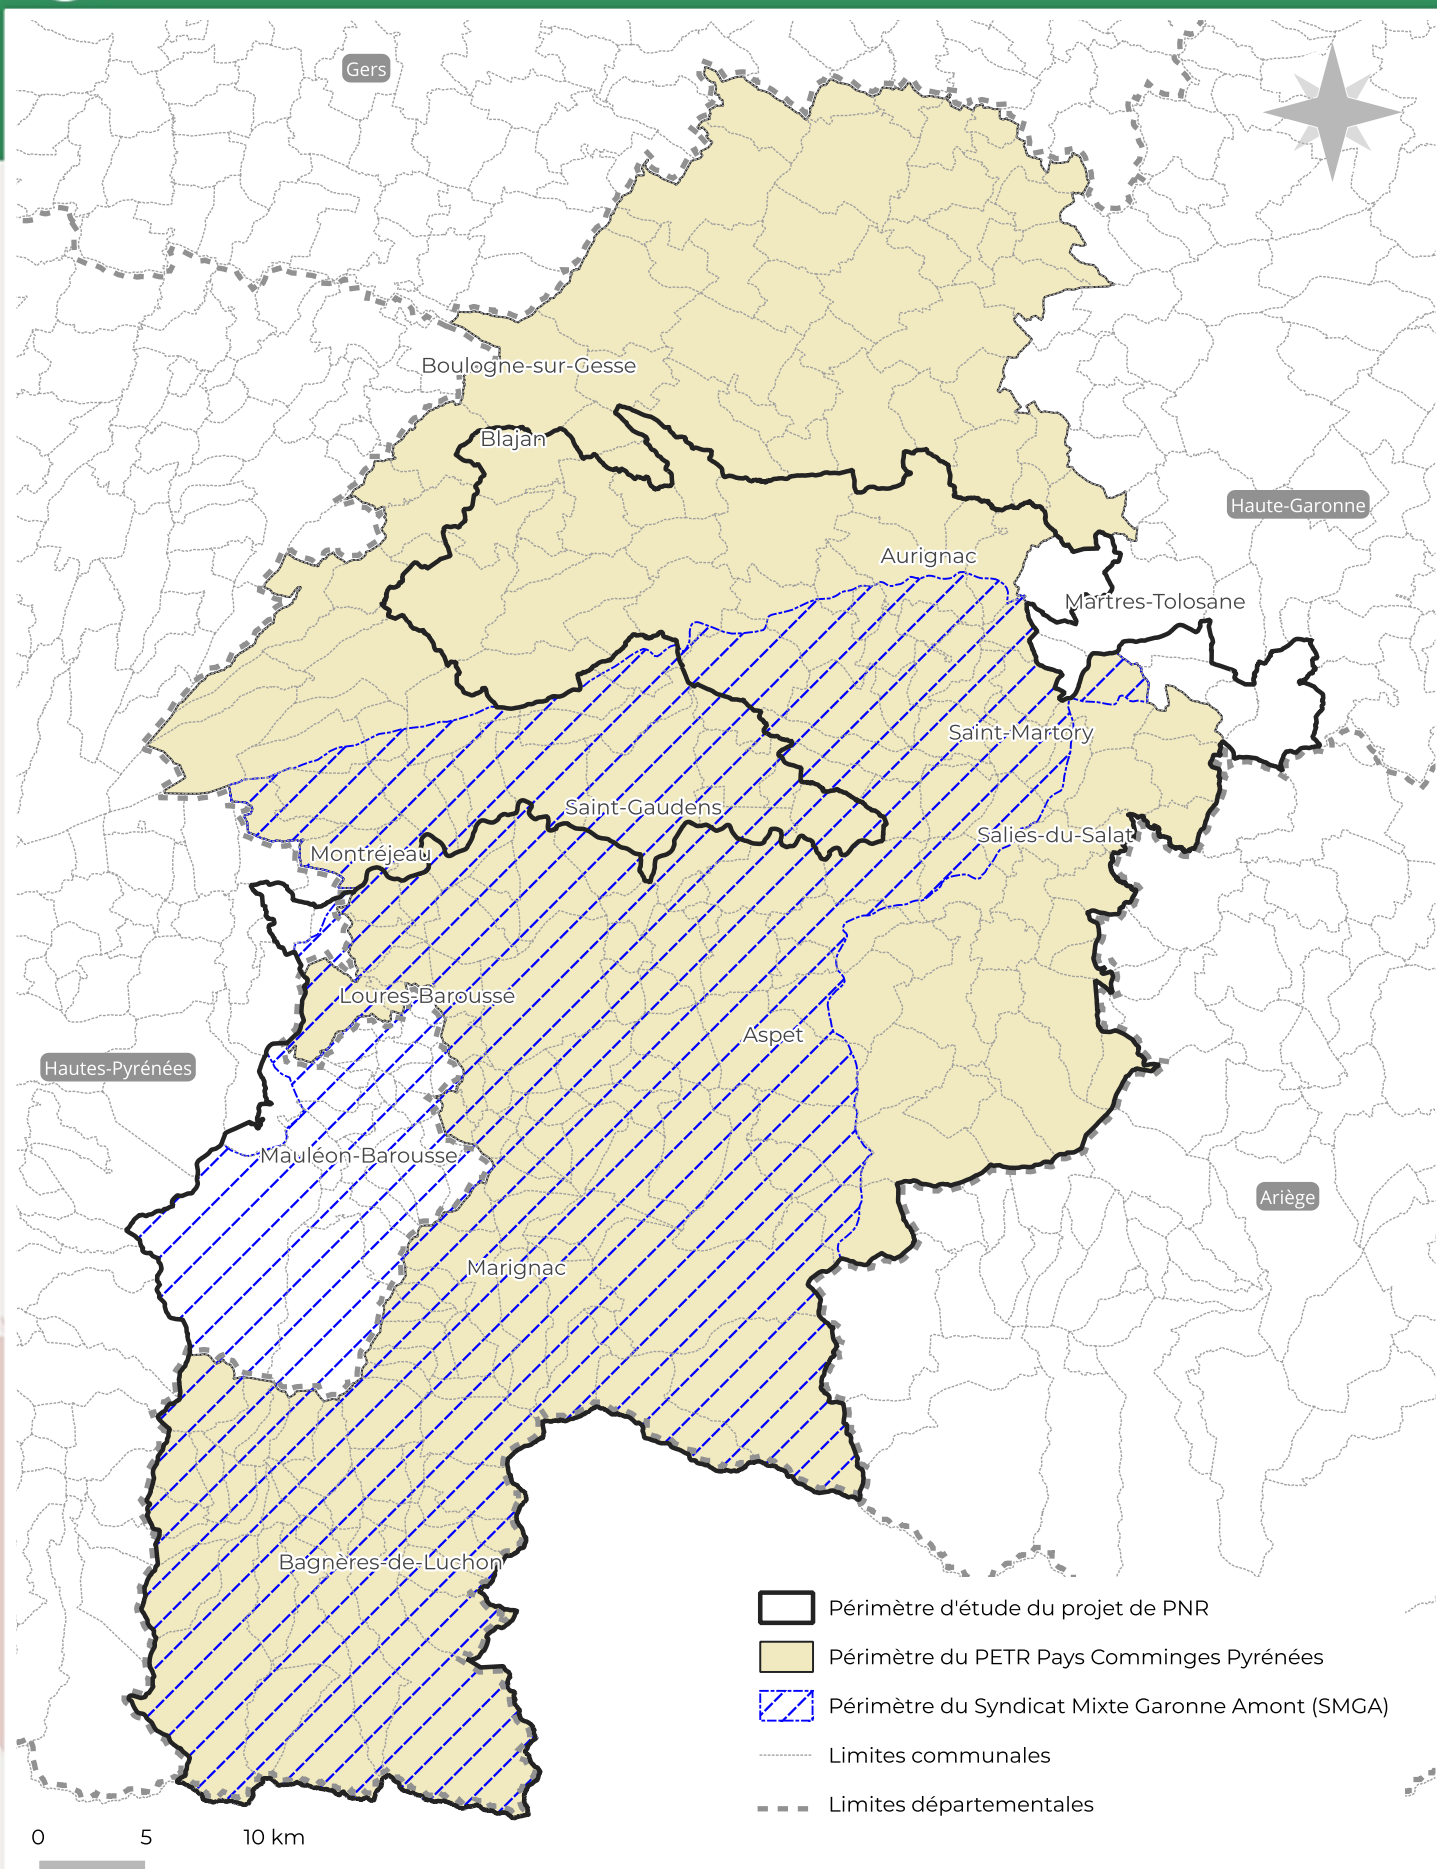 Gers
Boulogne-sur-Gesse
Blajan
Haute-Garonne
Aurignac
Martres-Tolosane
Saint-Martory
Saint-Gaudens
Saliès-du-Salat
Montréjeau
Loures-Barousse
Aspet
Hautes-Pyrénées
Mauléon-Barousse
Ariège
Marignac
Bagnères-de-Luchon
Périmètre d'étude du projet de PNR
Périmètre du PETR Pays Comminges Pyrénées
Périmètre du Syndicat Mixte Garonne Amont (SMGA)
Limites communales
Limites départementales
0 5 10 km